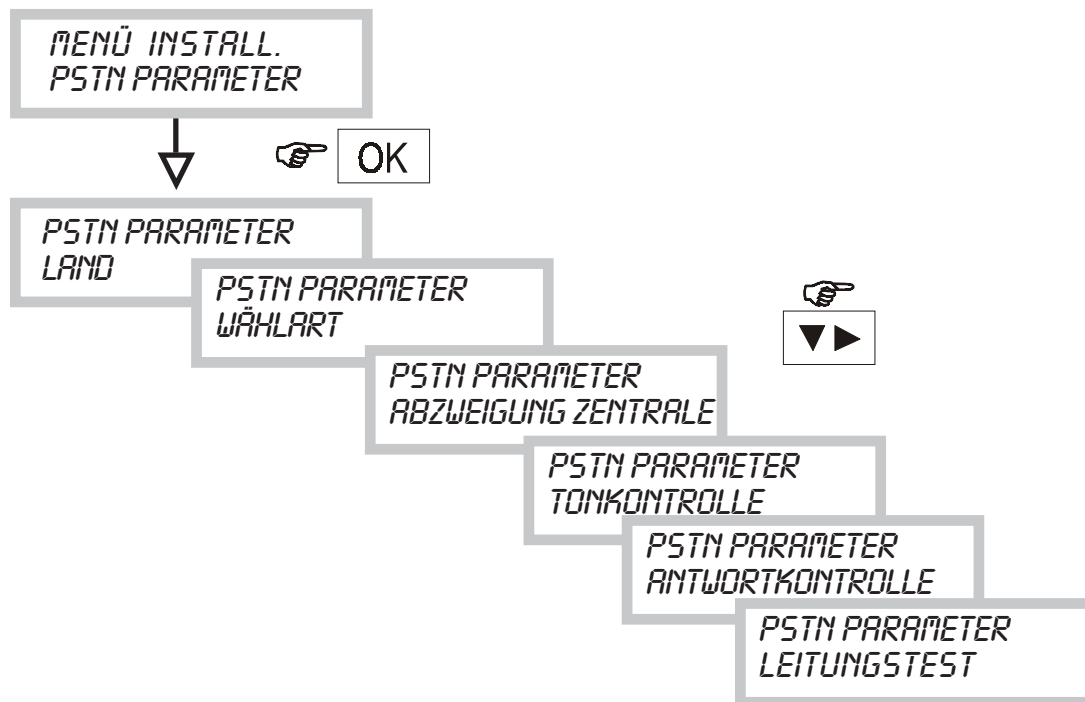 MENÜ INSTALL.
PSTN PARAMETER
OK
PSTN PARAMETER
LAND
PSTN PARAMETER
WÄHLART
PSTN PARAMETER
ABZWEIGUNG ZENTRALE
PSTN PARAMETER
TONKONTROLLE
PSTN PARAMETER
ANTWORTKONTROLLE
PSTN PARAMETER
LEITUNGSTEST